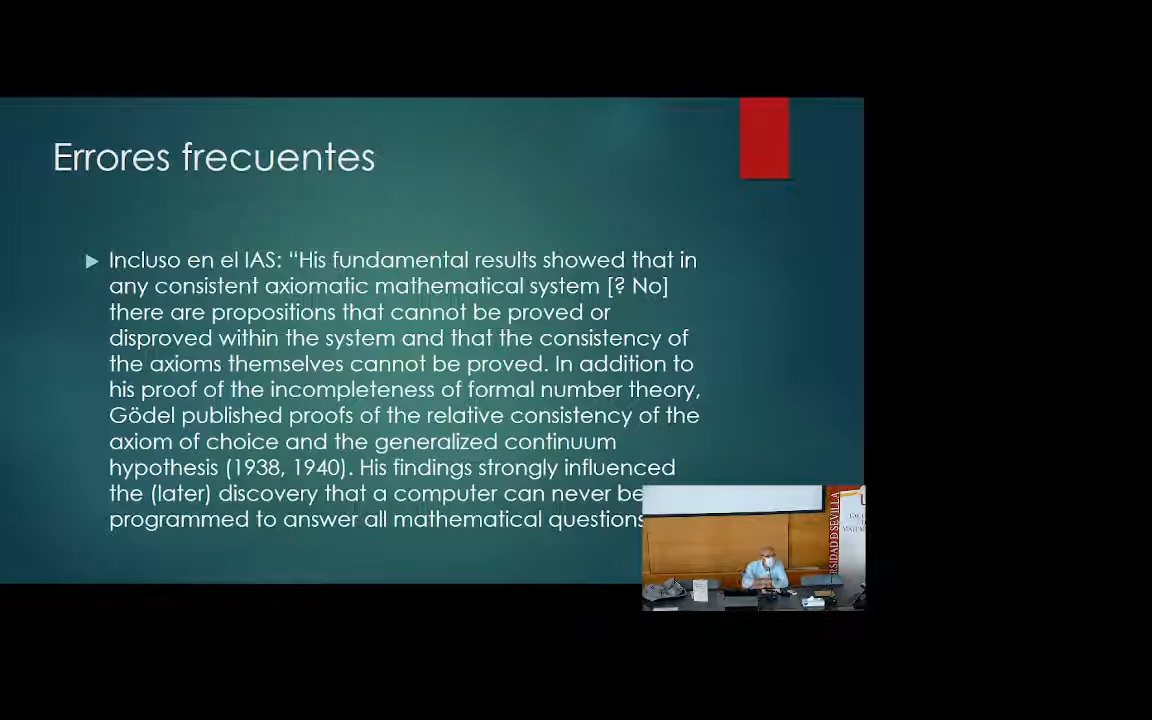 Errores frecuentes
Incluso en el IAS: “His fundamental results showed that in
any consistent axiomatic mathematical system [? No]
there are propositions that cannot be proved or
disproved within the system and that the consistency of
the axioms themselves cannot be proved. In addition to
his proof of the incompleteness of formal number theory,
Gödel published proofs of the relative consistency of the
axiom of choice and the generalized continuum
hypothesis (1938, 1940). His findings strongly influenced
the (later) discovery that a computer can never be
programmed to answer all mathematical questions
RSIDAD D SEVILLA